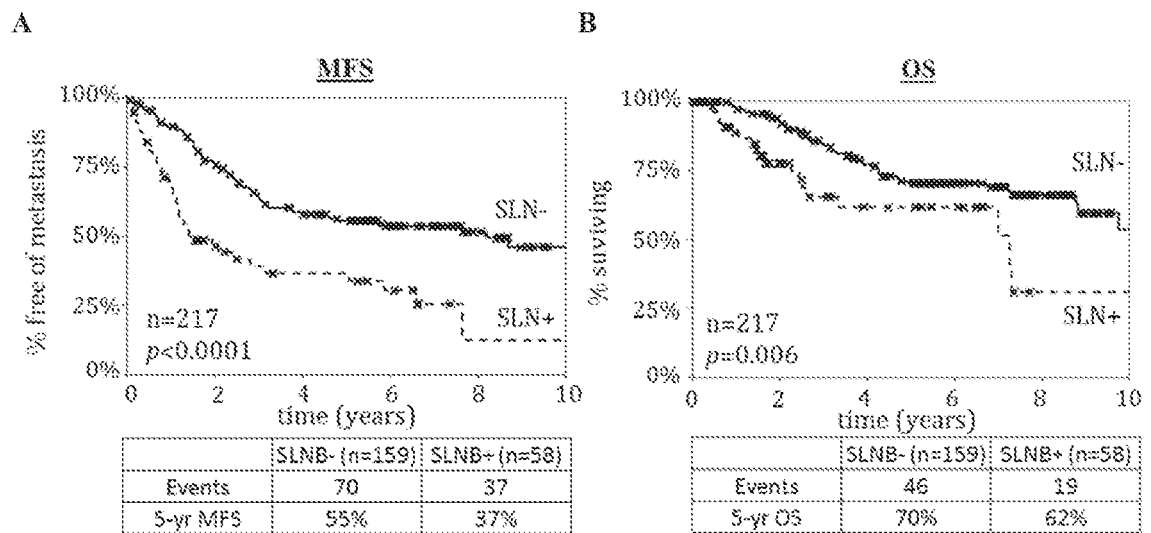 A
MFS
100%
75%
50%
25%
0%
% free of metastasis
SLN-
SLN+
n=217
p<0.0001
0 2 4 6 8 10
time (years)
SLNB- (n=159) SLNB+ (n=58)
Events 70 37
5-yr MFS 55% 37%
B
OS
100%
75%
50%
25%
0%
% suviving
SLN-
SLN+
n=217
p=0.006
0 2 4 6 8 10
time (years)
SLNB- (n=159) SLNB+ (n=58)
Events 46 19
5-yr OS 70% 62%